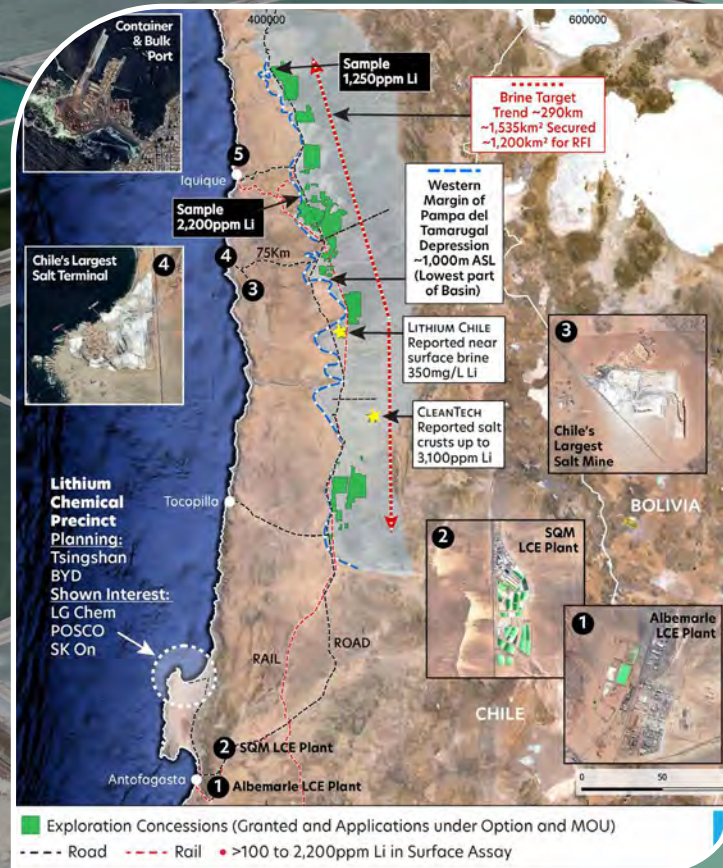 400000
600000
Container
& Bulk
Port
Sample
1,250ppm Li
Brine Target
Trend ~290km
~1,535km² Secured
~1,200km² for RFI
5
Iquique
Sample
2,200ppm Li
Western
Margin of
Pampa del
Tamarugal
Depression
~1,000m ASL
(Lowest part
of Basin)
75Km
4
3
Chile's Largest
Salt Terminal
4
LITHIUM CHILE
Reported near
surface brine
350mg/L Li
3
Chile's
Largest
Salt Mine
CLEANTECH
Reported salt
crusts up to
3,100ppm Li
Lithium
Chemical
Precinct
Planning:
Tsingshan
BYD
Shown Interest:
LG Chem
POSCO
SK On
Tocopilla
BOLIVIA
2
SQM
LCE Plant
1
Albemarle
LCE Plant
RAIL
ROAD
CHILE
2 SQM LCE Plant
Antofagasta
1 Albemarle LCE Plant
0
50
Exploration Concessions (Granted and Applications under Option and MOU)
Road
Rail
>100 to 2,200ppm Li in Surface Assay